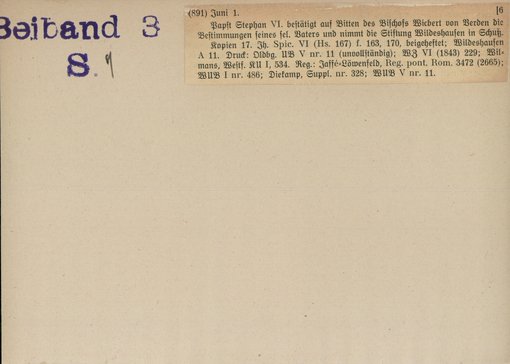 Beiband 3
S. 9
(891) Juni 1. [6
Papst Stephan VI. bestätigt auf Bitten des Bischofs Wicbert von Verden die
Bestimmungen seines sel. Vaters und nimmt die Stiftung Wildeshausen in Schutz.
Kopien 17. Jh. Spic. VI (Hs. 167) f. 163, 170, beigeheftet; Wildeshausen
A 11. Druck: Oldbg. UB V nr. 11 (unvollständig); WZ VI (1843) 229; Wil-
mans, Westf. KU I, 534. Reg.: Jaffé-Löwenfeld, Reg. pont. Rom. 3472 (2665);
WUB I nr. 486; Diekamp, Suppl. nr. 328; WUB V nr. 11.